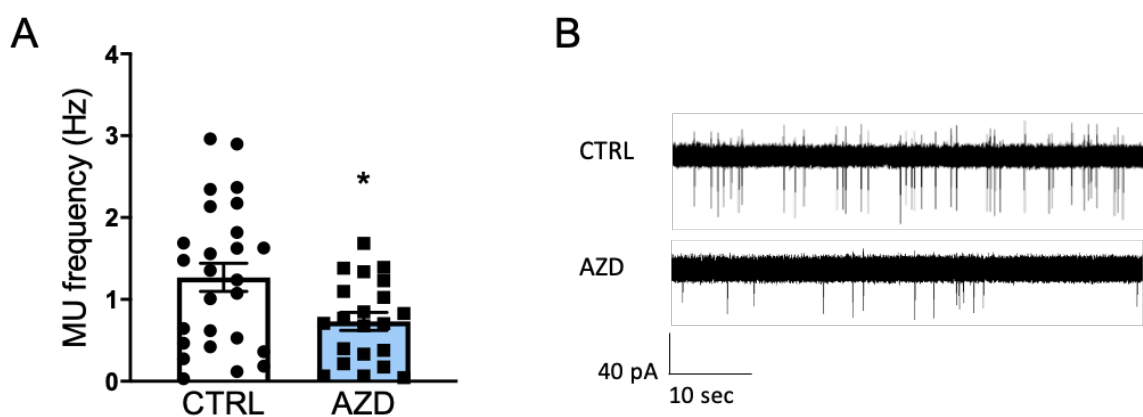 A
MU frequency (Hz)
4
3
2
1
0
*
CTRL
AZD
B
CTRL
AZD
40 pA
10 sec